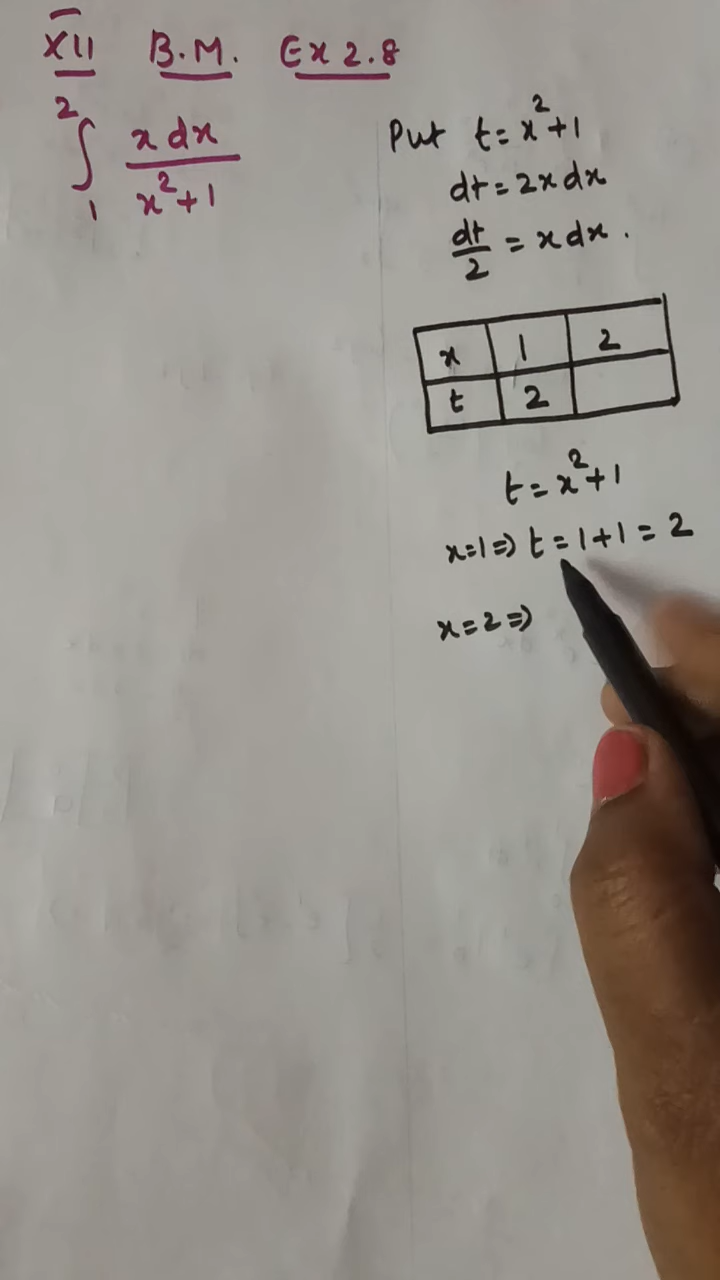 XII B.M. Ex 2.8
∫₁² x dx / x²+1
Put t = x²+1
dt = 2x dx
dt/2 = x dx.
x 1 2
t 2
t = x²+1
x=1 ⇒ t = 1+1 = 2
x = 2 ⇒